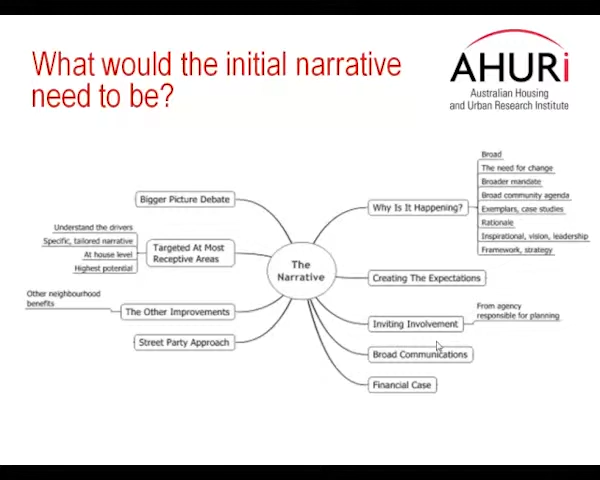 What would the initial narrative
need to be?
AHURi
Australian Housing
and Urban Research Institute
Bigger Picture Debate
Understand the drivers
Specific, tailored narrative
At house level
Highest potential
Targeted At Most
Receptive Areas
Other neighbourhood
benefits
The Other Improvements
Street Party Approach
The
Narrative
Why Is It Happening?
Broad
The need for change
Broader mandate
Broad community agenda
Exemplars, case studies
Rationale
Inspirational, vision, leadership
Framework, strategy
Creating The Expectations
Inviting Involvement
From agency
responsible for planning
Broad Communications
Financial Case